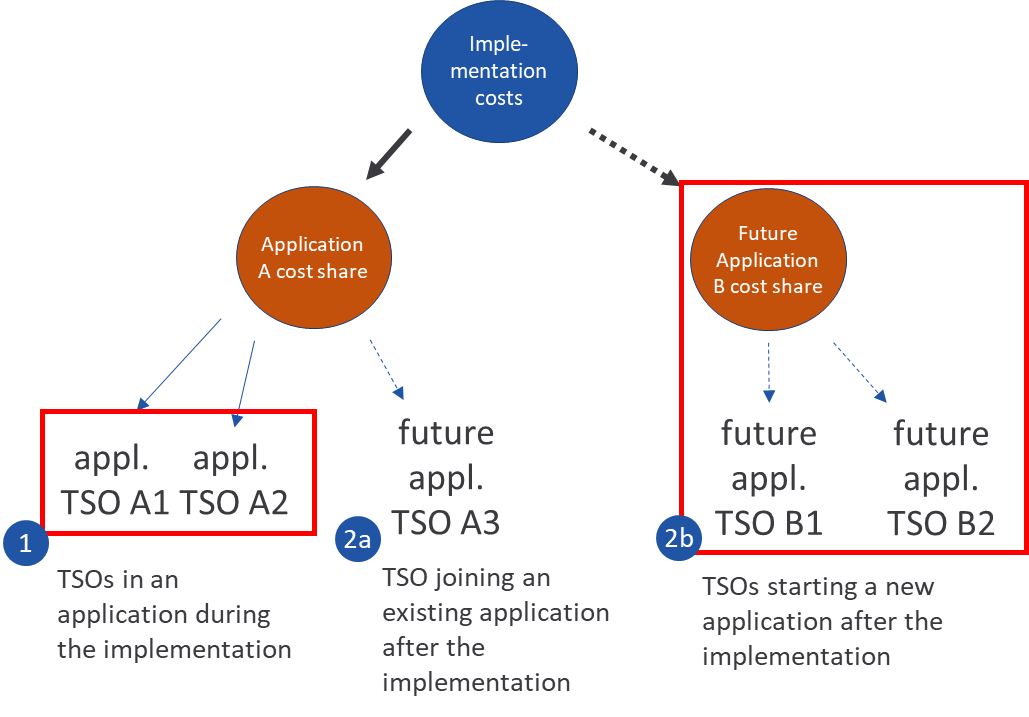 Imple-
mentation
costs
Application
A cost share
Future
Application
B cost share
appl. appl.
TSO A1 TSO A2
future
appl.
TSO A3
future
appl.
TSO B1
future
appl.
TSO B2
1
TSOs in an
application during
the implementation
2a
TSO joining an
existing application
after the
implementation
2b
TSOs starting a new
application after the
implementation